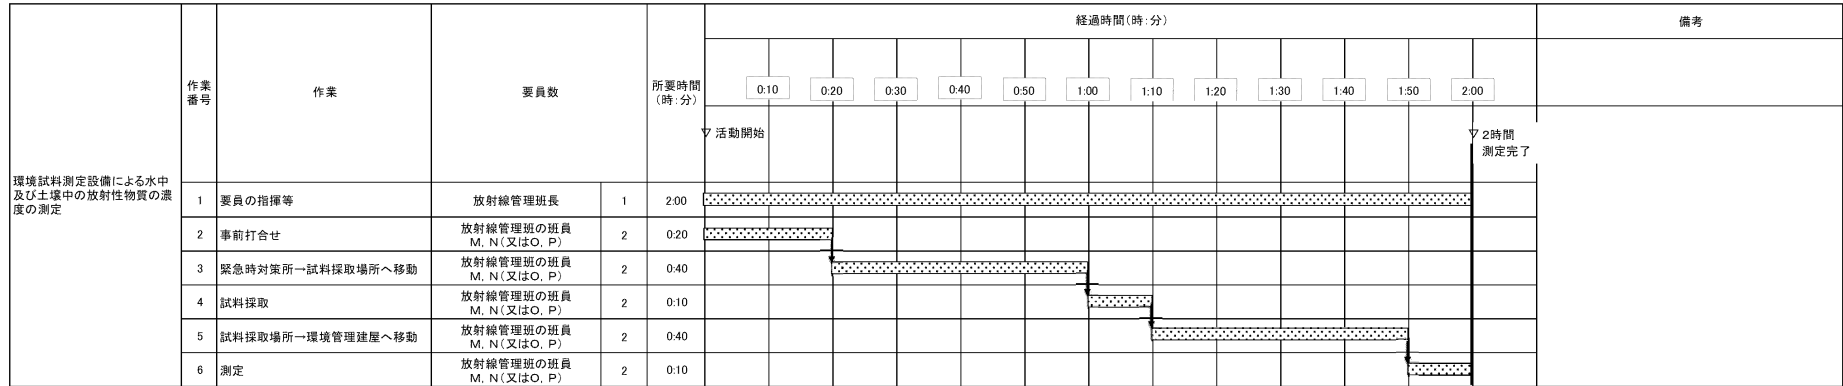 経過時間(時:分)
備考
作業
番号
作業
要員数
所要時間
(時:分)
0:10
0:20
0:30
0:40
0:50
1:00
1:10
1:20
1:30
1:40
1:50
2:00
▽ 活動開始
▽ 2時間
測定完了
環境試料測定設備による水中
及び土壌中の放射性物質の濃
度の測定
1 要員の指揮等 放射線管理班長 1 2:00
2 事前打合せ 放射線管理班の班員 2 0:20
M, N(又はO, P)
3 緊急時対策所→試料採取場所へ移動 放射線管理班の班員 2 0:40
M, N(又はO, P)
4 試料採取 放射線管理班の班員 2 0:10
M, N(又はO, P)
5 試料採取場所→環境管理建屋へ移動 放射線管理班の班員 2 0:40
M, N(又はO, P)
6 測定 放射線管理班の班員 2 0:10
M, N(又はO, P)